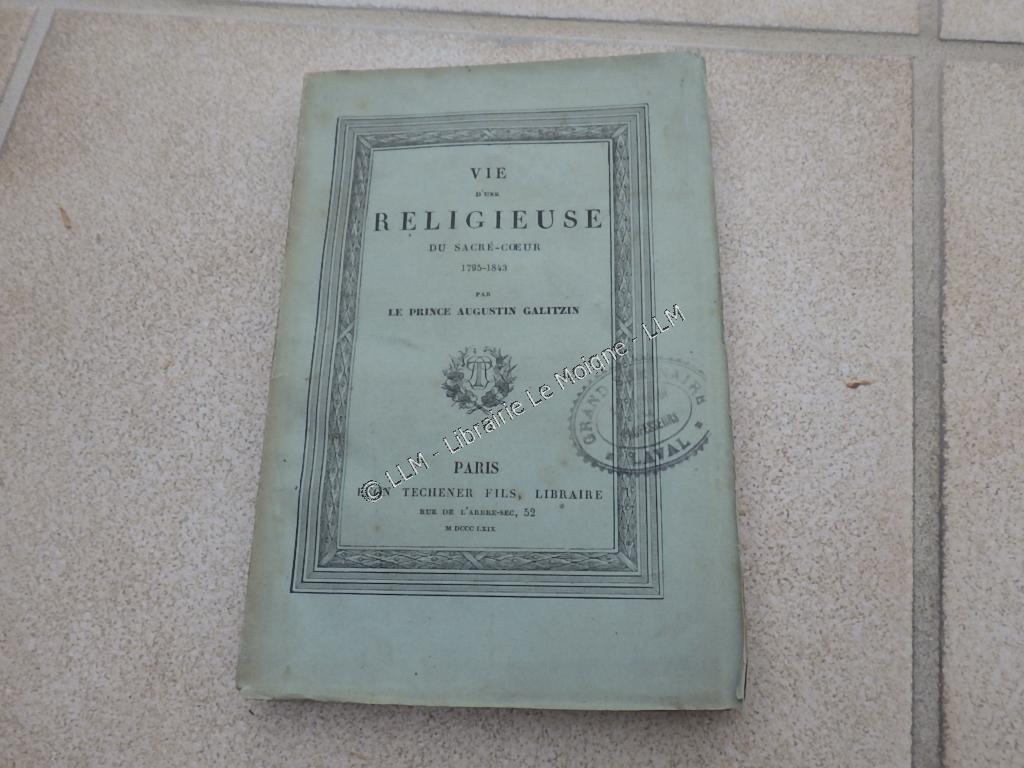 VIE
D'UNE
RELIGIEUSE
DU SACRÉ-CŒUR
1795-1843
PAR
LE PRINCE AUGUSTIN GALITZIN
T
PARIS
TECHENER FILS, LIBRAIRE
RUE DE L'ARBRE-SEC, 52
M DCCC LXIX
GRAND
LAVAL
© LLM - Librairie Le Moigne - LLM